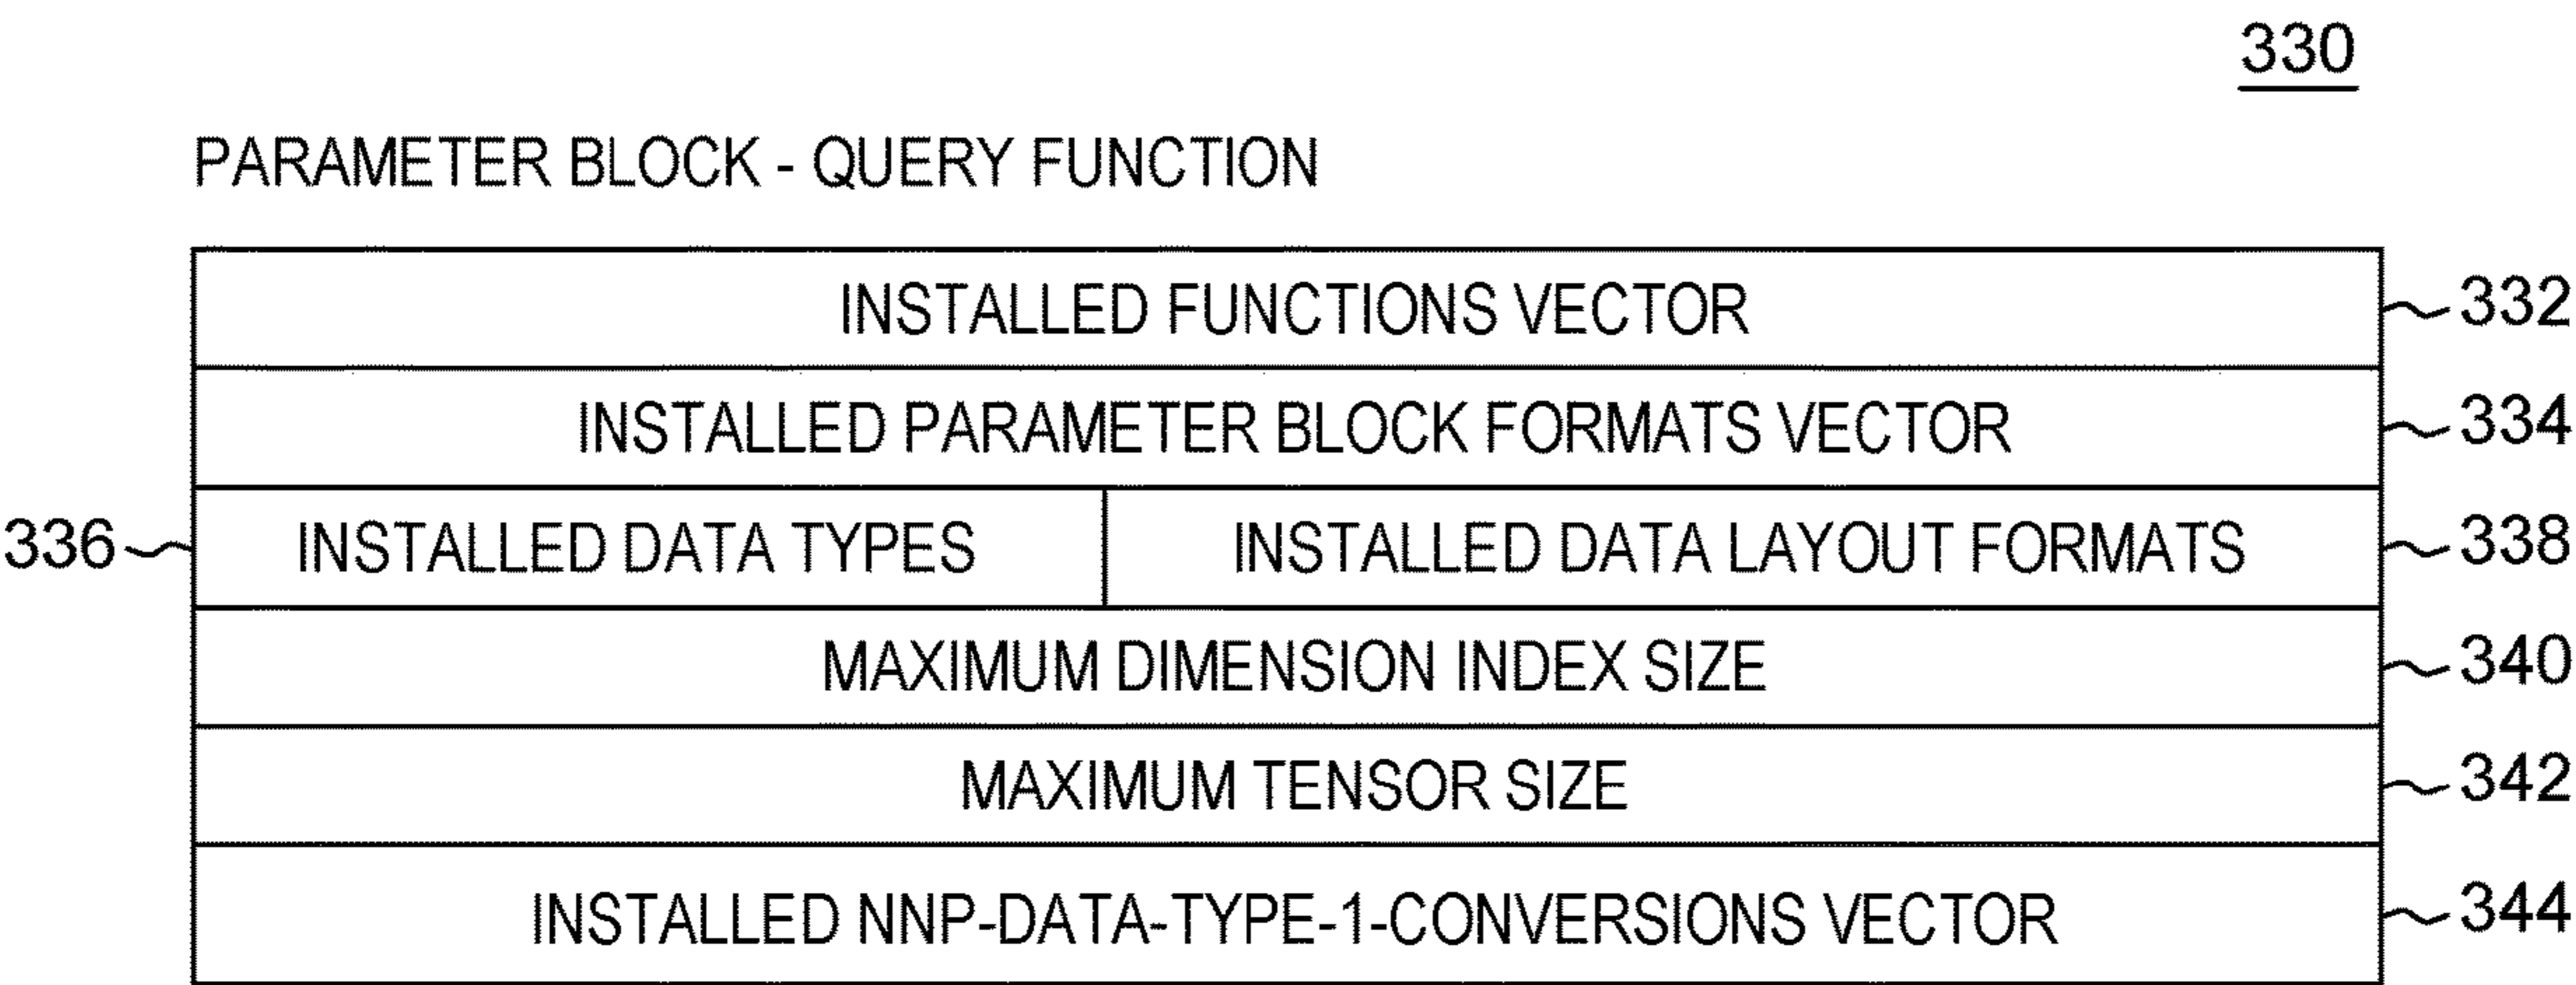 330
PARAMETER BLOCK - QUERY FUNCTION
INSTALLED FUNCTIONS VECTOR 332
INSTALLED PARAMETER BLOCK FORMATS VECTOR 334
336 INSTALLED DATA TYPES INSTALLED DATA LAYOUT FORMATS 338
MAXIMUM DIMENSION INDEX SIZE 340
MAXIMUM TENSOR SIZE 342
INSTALLED NNP-DATA-TYPE-1-CONVERSIONS VECTOR 344